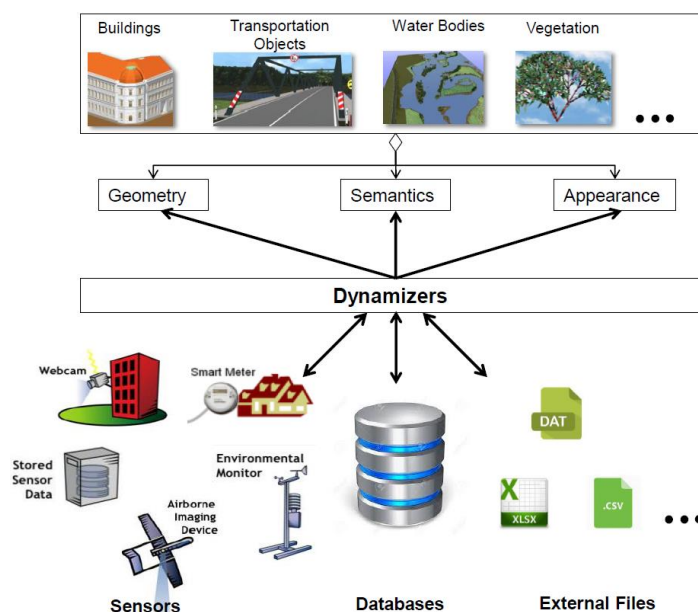 Buildings
Transportation
Objects
Water Bodies
Vegetation
Geometry
Semantics
Appearance
Dynamizers
Webcam
Smart Meter
Stored
Sensor
Data
Environmental
Monitor
Airborne
Imaging
Device
DAT
XLSX
.CSV
Sensors
Databases
External Files